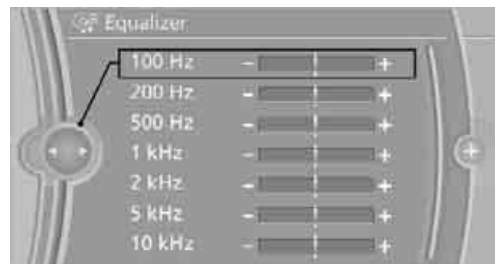 Equalizer
100 Hz - +
200 Hz - +
500 Hz - +
1 kHz - +
2 kHz - +
5 kHz - +
10 kHz - +